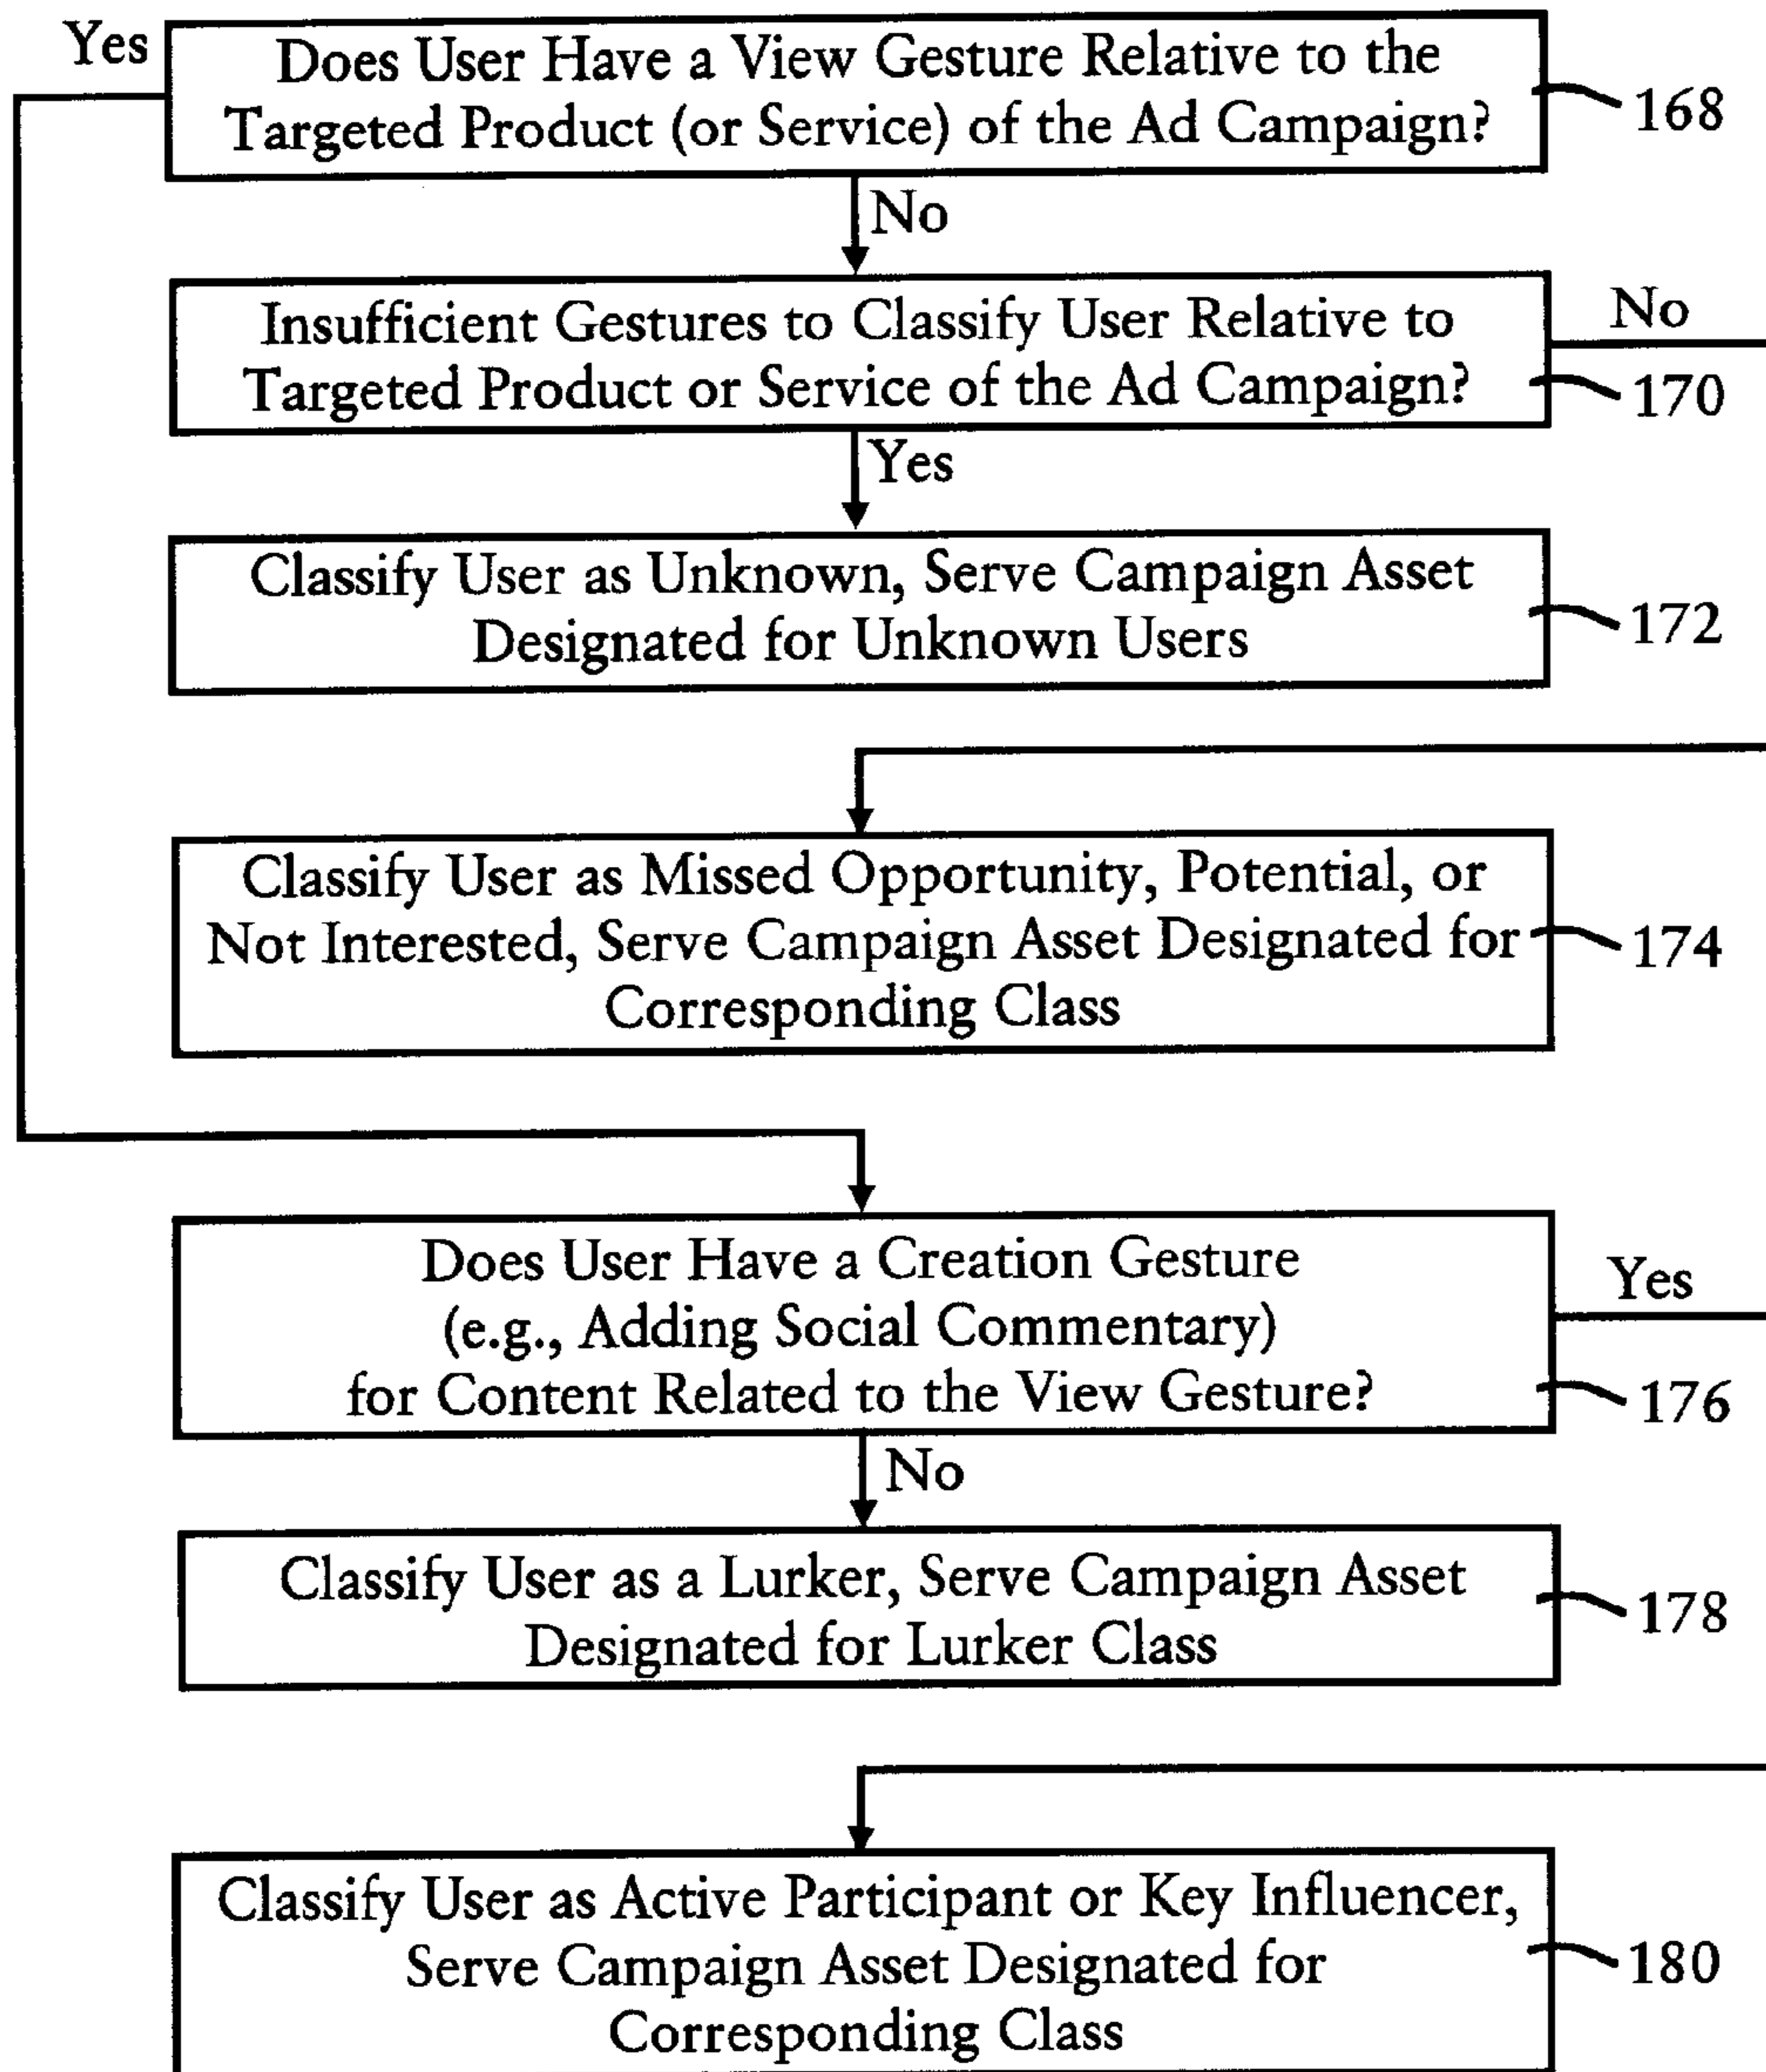 Yes
Does User Have a View Gesture Relative to the
Targeted Product (or Service) of the Ad Campaign?
168
No
Insufficient Gestures to Classify User Relative to
Targeted Product or Service of the Ad Campaign?
No
170
Yes
Classify User as Unknown, Serve Campaign Asset
Designated for Unknown Users
172
Classify User as Missed Opportunity, Potential, or
Not Interested, Serve Campaign Asset Designated for
Corresponding Class
174
Does User Have a Creation Gesture
(e.g., Adding Social Commentary)
for Content Related to the View Gesture?
Yes
176
No
Classify User as a Lurker, Serve Campaign Asset
Designated for Lurker Class
178
Classify User as Active Participant or Key Influencer,
Serve Campaign Asset Designated for
Corresponding Class
180